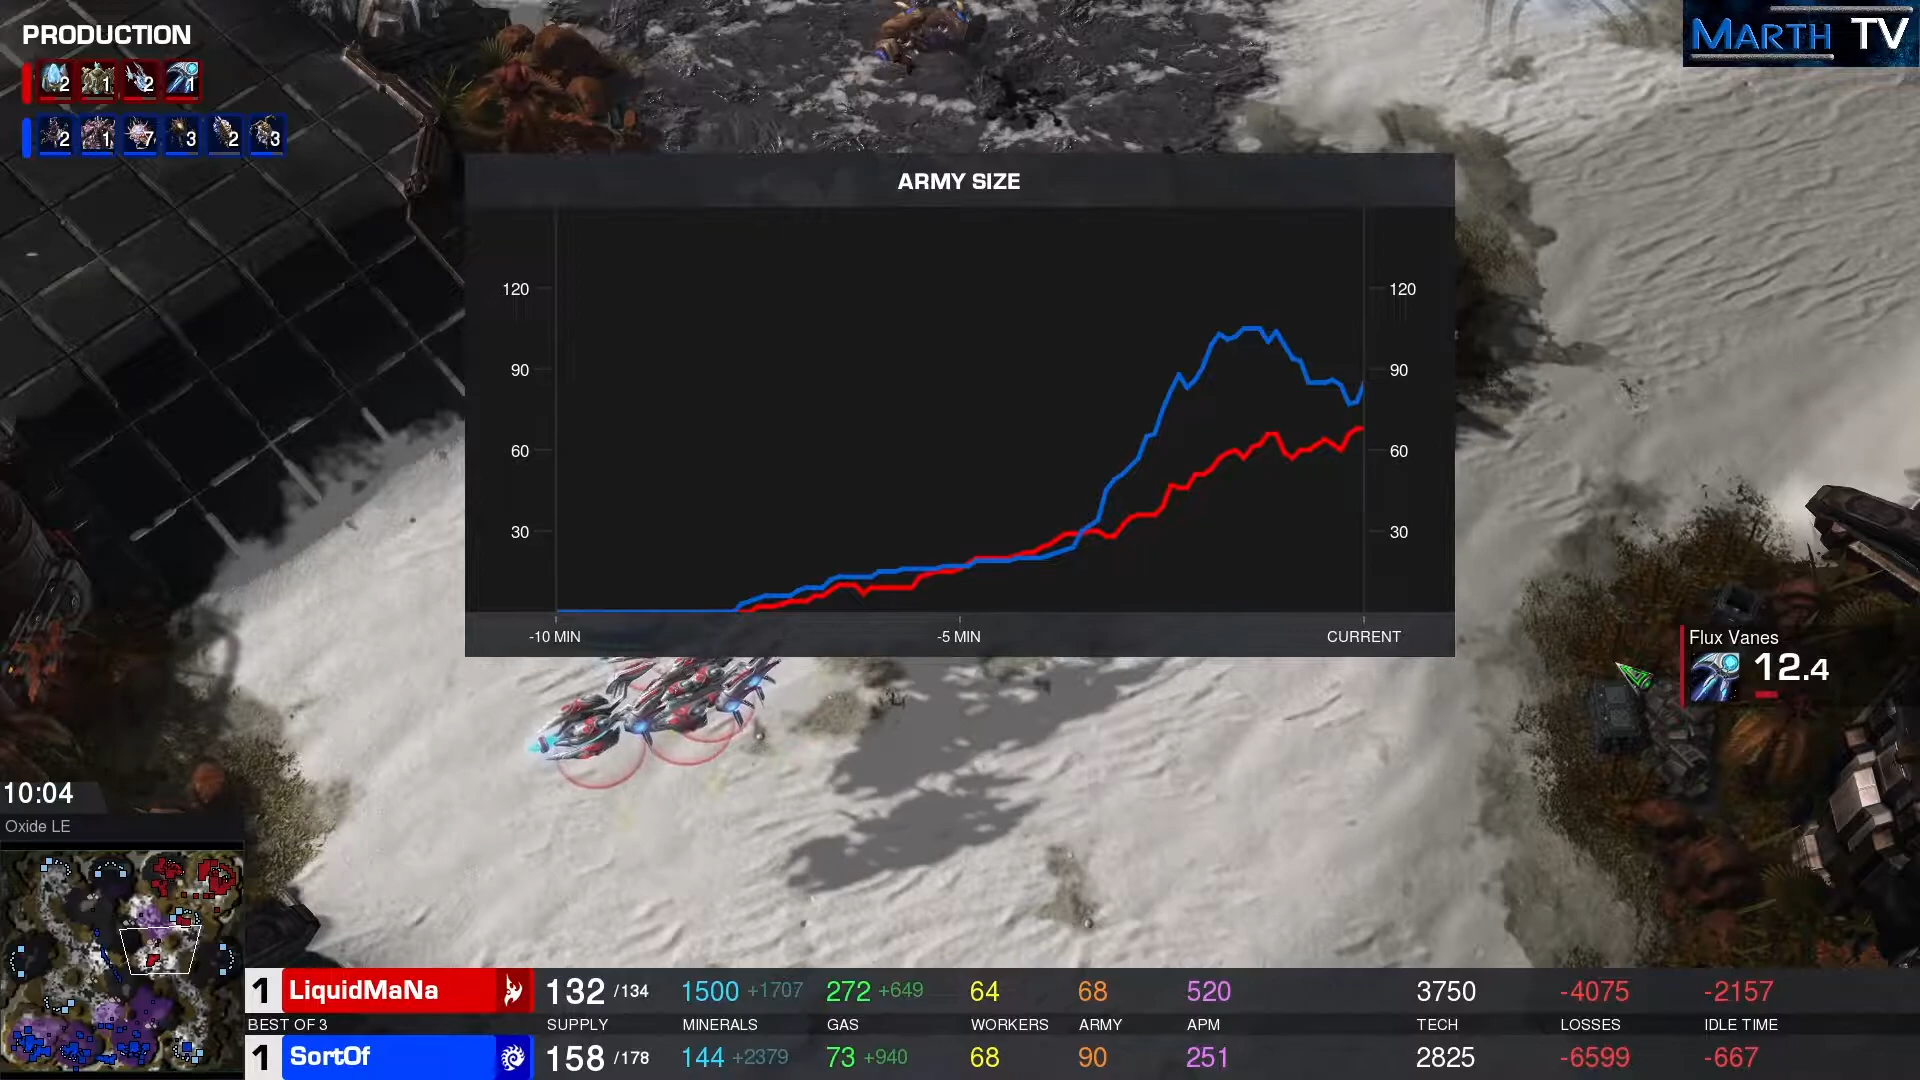 PRODUCTION
2 1 2 1
2 1 7 3 2 3
MARTH TV
ARMY SIZE
120 120
90 90
60 60
30 30
-10 MIN -5 MIN CURRENT
Flux Vanes
12.4
10:04
Oxide LE
1 LiquidMaNa 132 /134 1500 +1707 272 +649 64 68 520 3750 -4075 -2157
BEST OF 3 SUPPLY MINERALS GAS WORKERS ARMY APM TECH LOSSES IDLE TIME
1 SortOf 158 /178 144 +2379 73 +940 68 90 251 2825 -6599 -667